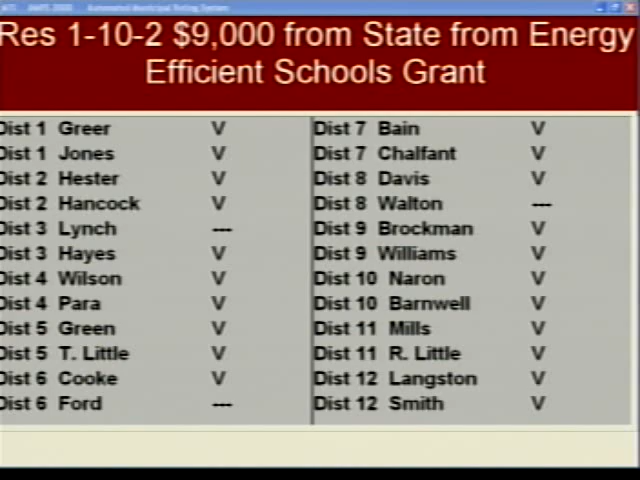 Automated Municipal Voting System
Res 1-10-2 $9,000 from State from Energy
Efficient Schools Grant
Dist 1 Greer V
Dist 1 Jones V
Dist 2 Hester V
Dist 2 Hancock V
Dist 3 Lynch ---
Dist 3 Hayes V
Dist 4 Wilson V
Dist 4 Para V
Dist 5 Green V
Dist 5 T. Little V
Dist 6 Cooke V
Dist 6 Ford ---
Dist 7 Bain V
Dist 7 Chalfant V
Dist 8 Davis V
Dist 8 Walton ---
Dist 9 Brockman V
Dist 9 Williams V
Dist 10 Naron V
Dist 10 Barnwell V
Dist 11 Mills V
Dist 11 R. Little V
Dist 12 Langston V
Dist 12 Smith V